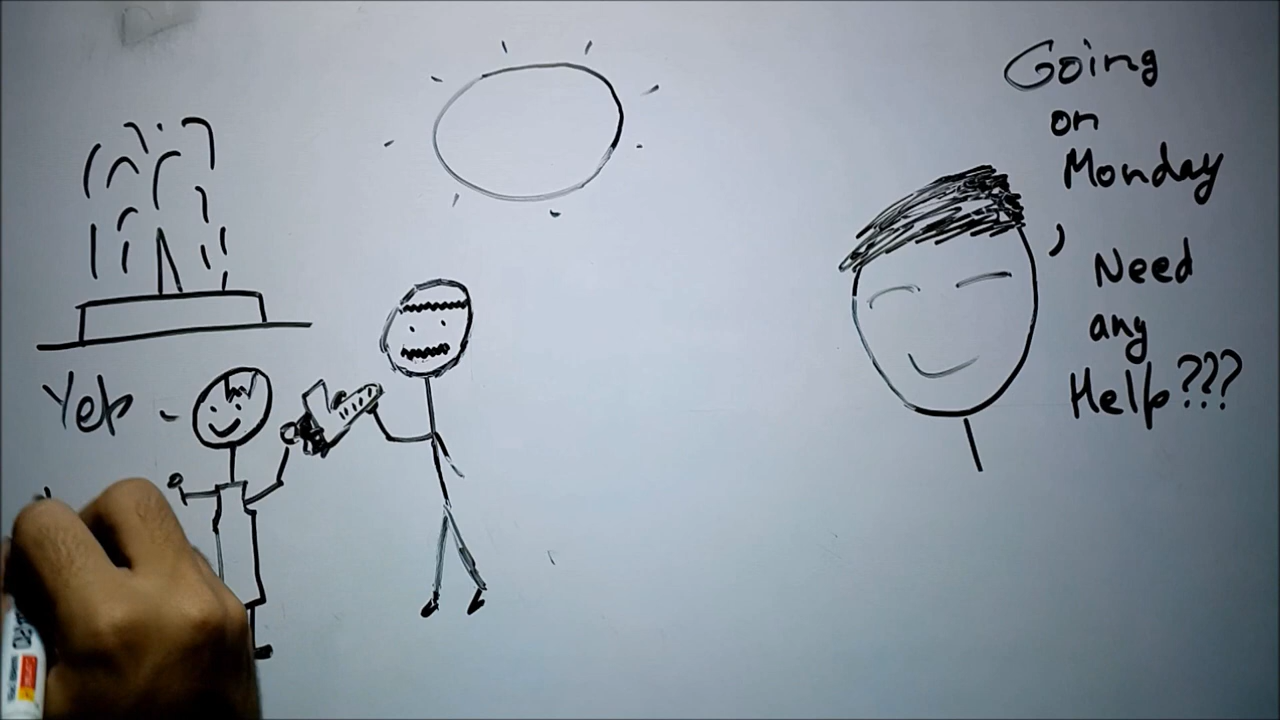 Going
on
Monday
,
Need
any
Help???
Yep -